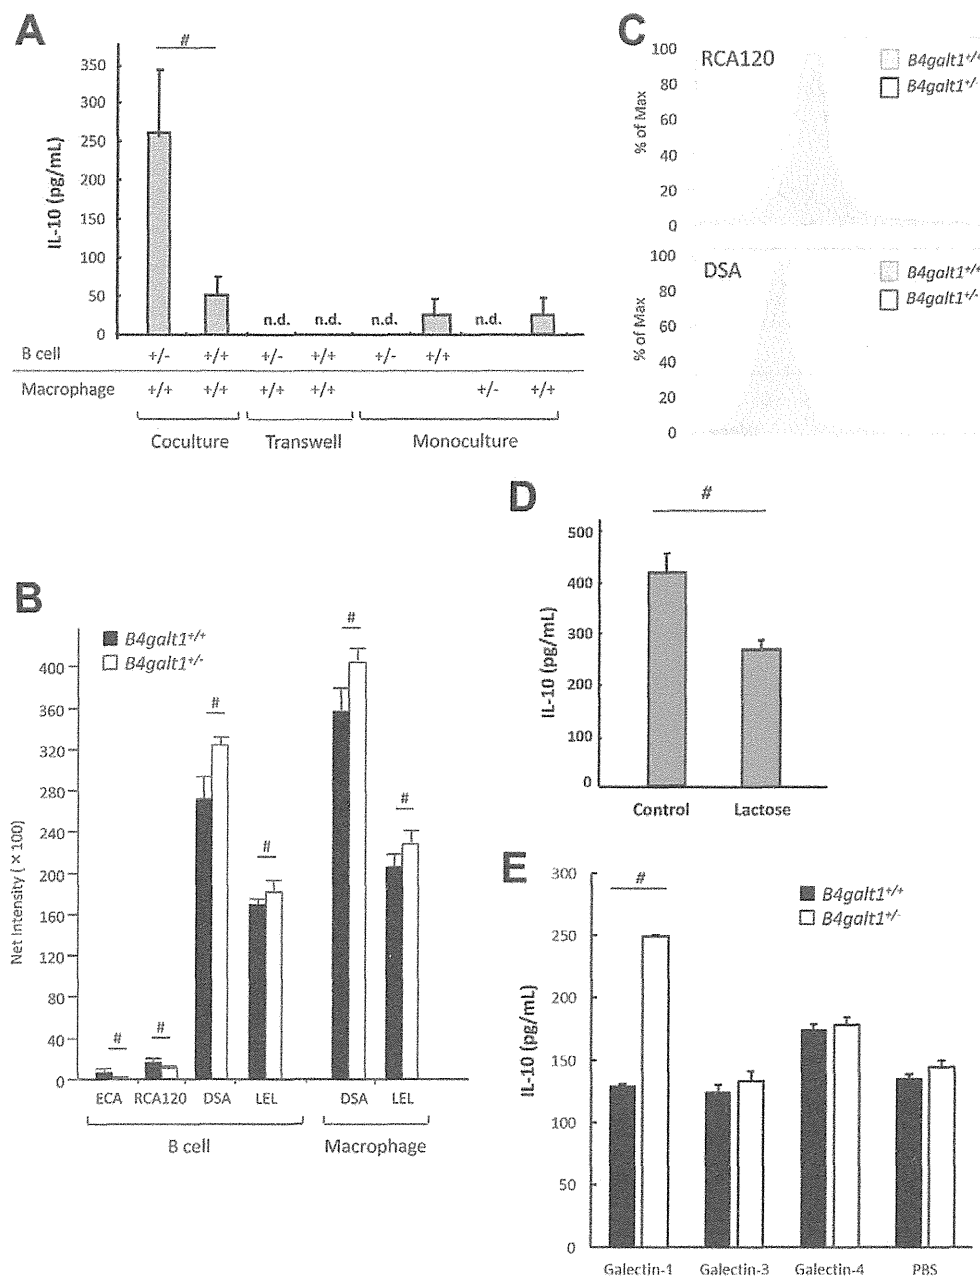 A
#
350
300
250
200
150
100
50
0
IL-10 (pg/mL)
n.d. n.d. n.d. n.d.
B cell +/- +/+ +/- +/+ +/- +/+
Macrophage +/+ +/+ +/+ +/+ +/- +/+
Coculture Transwell Monoculture
C
RCA120
100
80
60
40
20
0
% of Max
B4galt1+/+
B4galt1+/-
DSA
100
80
60
40
20
0
% of Max
B4galt1+/+
B4galt1+/-
B
B4galt1+/+
B4galt1+/-
400
360
320
280
240
200
160
120
80
40
0
Net Intensity (×100)
# # # # # #
ECA RCA120 DSA LEL DSA LEL
B cell Macrophage
D
#
500
400
300
200
100
0
IL-10 (pg/mL)
Control Lactose
E
#
300
250
200
150
100
50
0
IL-10 (pg/mL)
B4galt1+/+
B4galt1+/-
Galectin-1 Galectin-3 Galectin-4 PBS